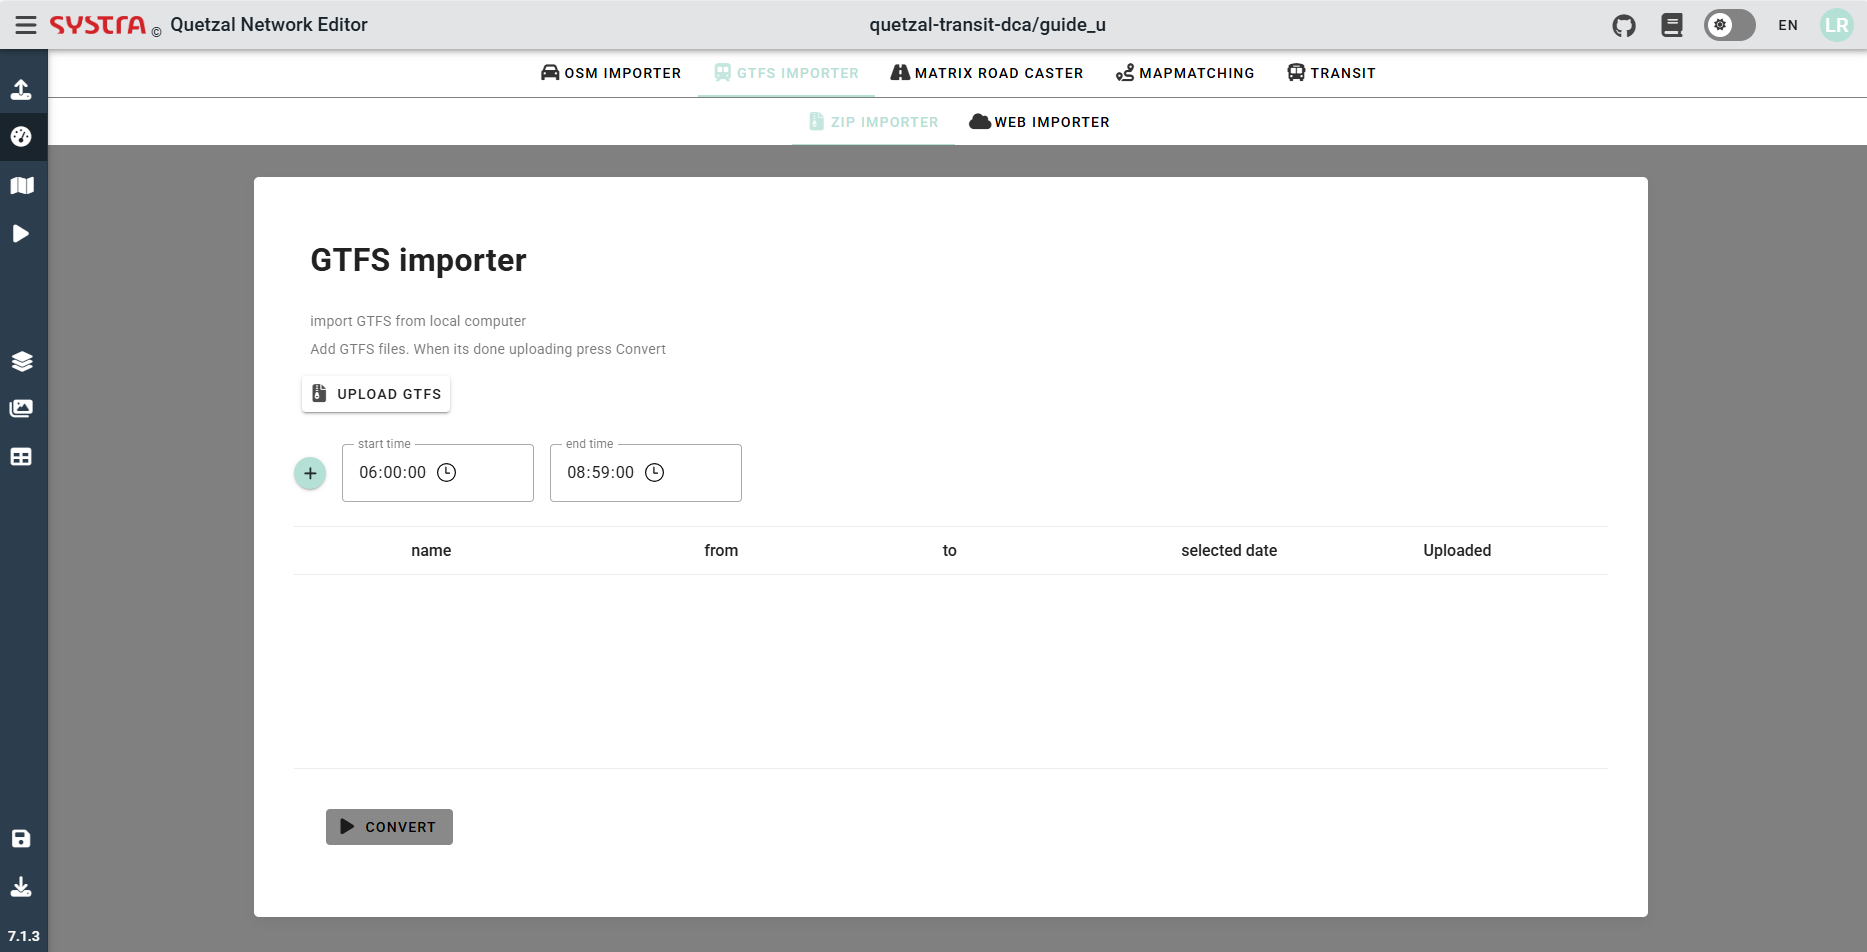 SYSTRA © Quetzal Network Editor
quetzal-transit-dca/guide_u
EN
LR
OSM IMPORTER
GTFS IMPORTER
MATRIX ROAD CASTER
MAPMATCHING
TRANSIT
ZIP IMPORTER
WEB IMPORTER
GTFS importer
import GTFS from local computer
Add GTFS files. When its done uploading press Convert
UPLOAD GTFS
start time
06:00:00
end time
08:59:00
name from to selected date Uploaded
CONVERT
7.1.3